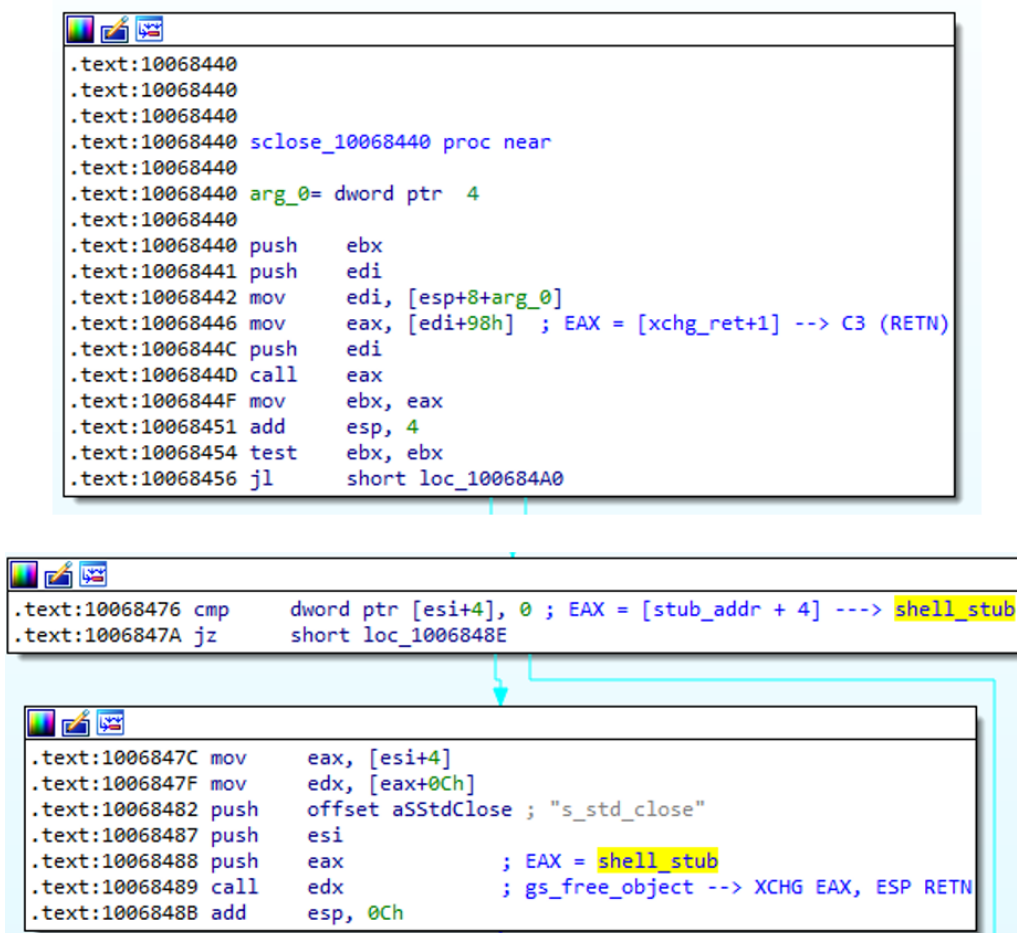 .text:10068440
.text:10068440
.text:10068440
.text:10068440 sclose_10068440 proc near
.text:10068440
.text:10068440 arg_0= dword ptr  4
.text:10068440
.text:10068440 push    ebx
.text:10068441 push    edi
.text:10068442 mov     edi, [esp+8+arg_0]
.text:10068446 mov     eax, [edi+98h]  ; EAX = [xchg_ret+1] --> C3 (RETN)
.text:1006844C push    edi
.text:1006844D call    eax
.text:1006844F mov     ebx, eax
.text:10068451 add     esp, 4
.text:10068454 test    ebx, ebx
.text:10068456 jl      short loc_100684A0
.text:10068476 cmp     dword ptr [esi+4], 0 ; EAX = [stub_addr + 4] ---> shell_stub
.text:1006847A jz      short loc_1006848E
.text:1006847C mov     eax, [esi+4]
.text:1006847F mov     edx, [eax+0Ch]
.text:10068482 push    offset aSStdClose ; "s_std_close"
.text:10068487 push    esi
.text:10068488 push    eax             ; EAX = shell_stub
.text:10068489 call    edx             ; gs_free_object --> XCHG EAX, ESP RETN
.text:1006848B add     esp, 0Ch